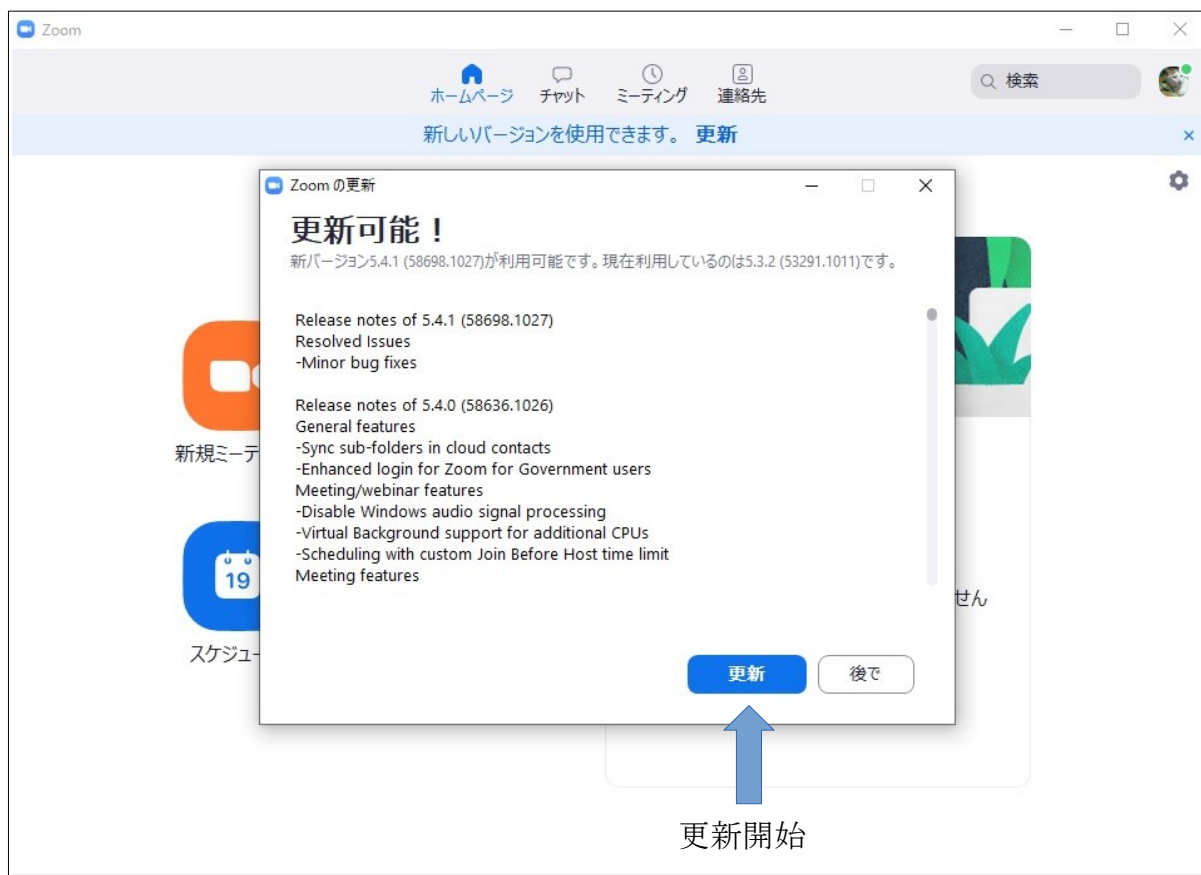 Zoom
ホームページ チャット ミーティング 連絡先
検索
新しいバージョンを使用できます。 更新
Zoom の更新
更新可能！
新バージョン5.4.1 (58698.1027)が利用可能です。現在利用しているのは5.3.2 (53291.1011)です。
Release notes of 5.4.1 (58698.1027)
Resolved Issues
-Minor bug fixes
Release notes of 5.4.0 (58636.1026)
General features
-Sync sub-folders in cloud contacts
-Enhanced login for Zoom for Government users
Meeting/webinar features
-Disable Windows audio signal processing
-Virtual Background support for additional CPUs
-Scheduling with custom Join Before Host time limit
Meeting features
新規ミーテ
19
スケジュー
せん
更新 後で
更新開始